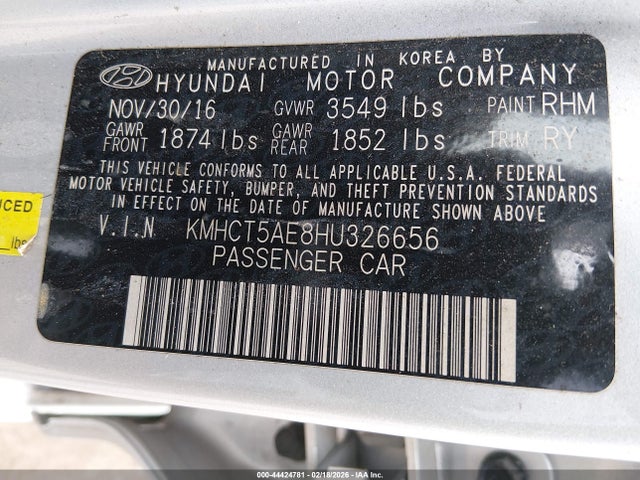 MANUFACTURED IN KOREA BY
HYUNDAI MOTOR COMPANY
NOV/30/16 GVWR 3549 lbs PAINT RHM
GAWR FRONT 1874 lbs GAWR REAR 1852 lbs TRIM RY
THIS VEHICLE CONFORMS TO ALL APPLICABLE U.S.A. FEDERAL
MOTOR VEHICLE SAFETY, BUMPER, AND THEFT PREVENTION STANDARDS
IN EFFECT ON THE DATE OF MANUFACTURE SHOWN ABOVE.
V.I.N KMHCT5AE8HU326656
PASSENGER CAR
NCED
lbs
000-44424781 - 02/18/2026 - IAA Inc.